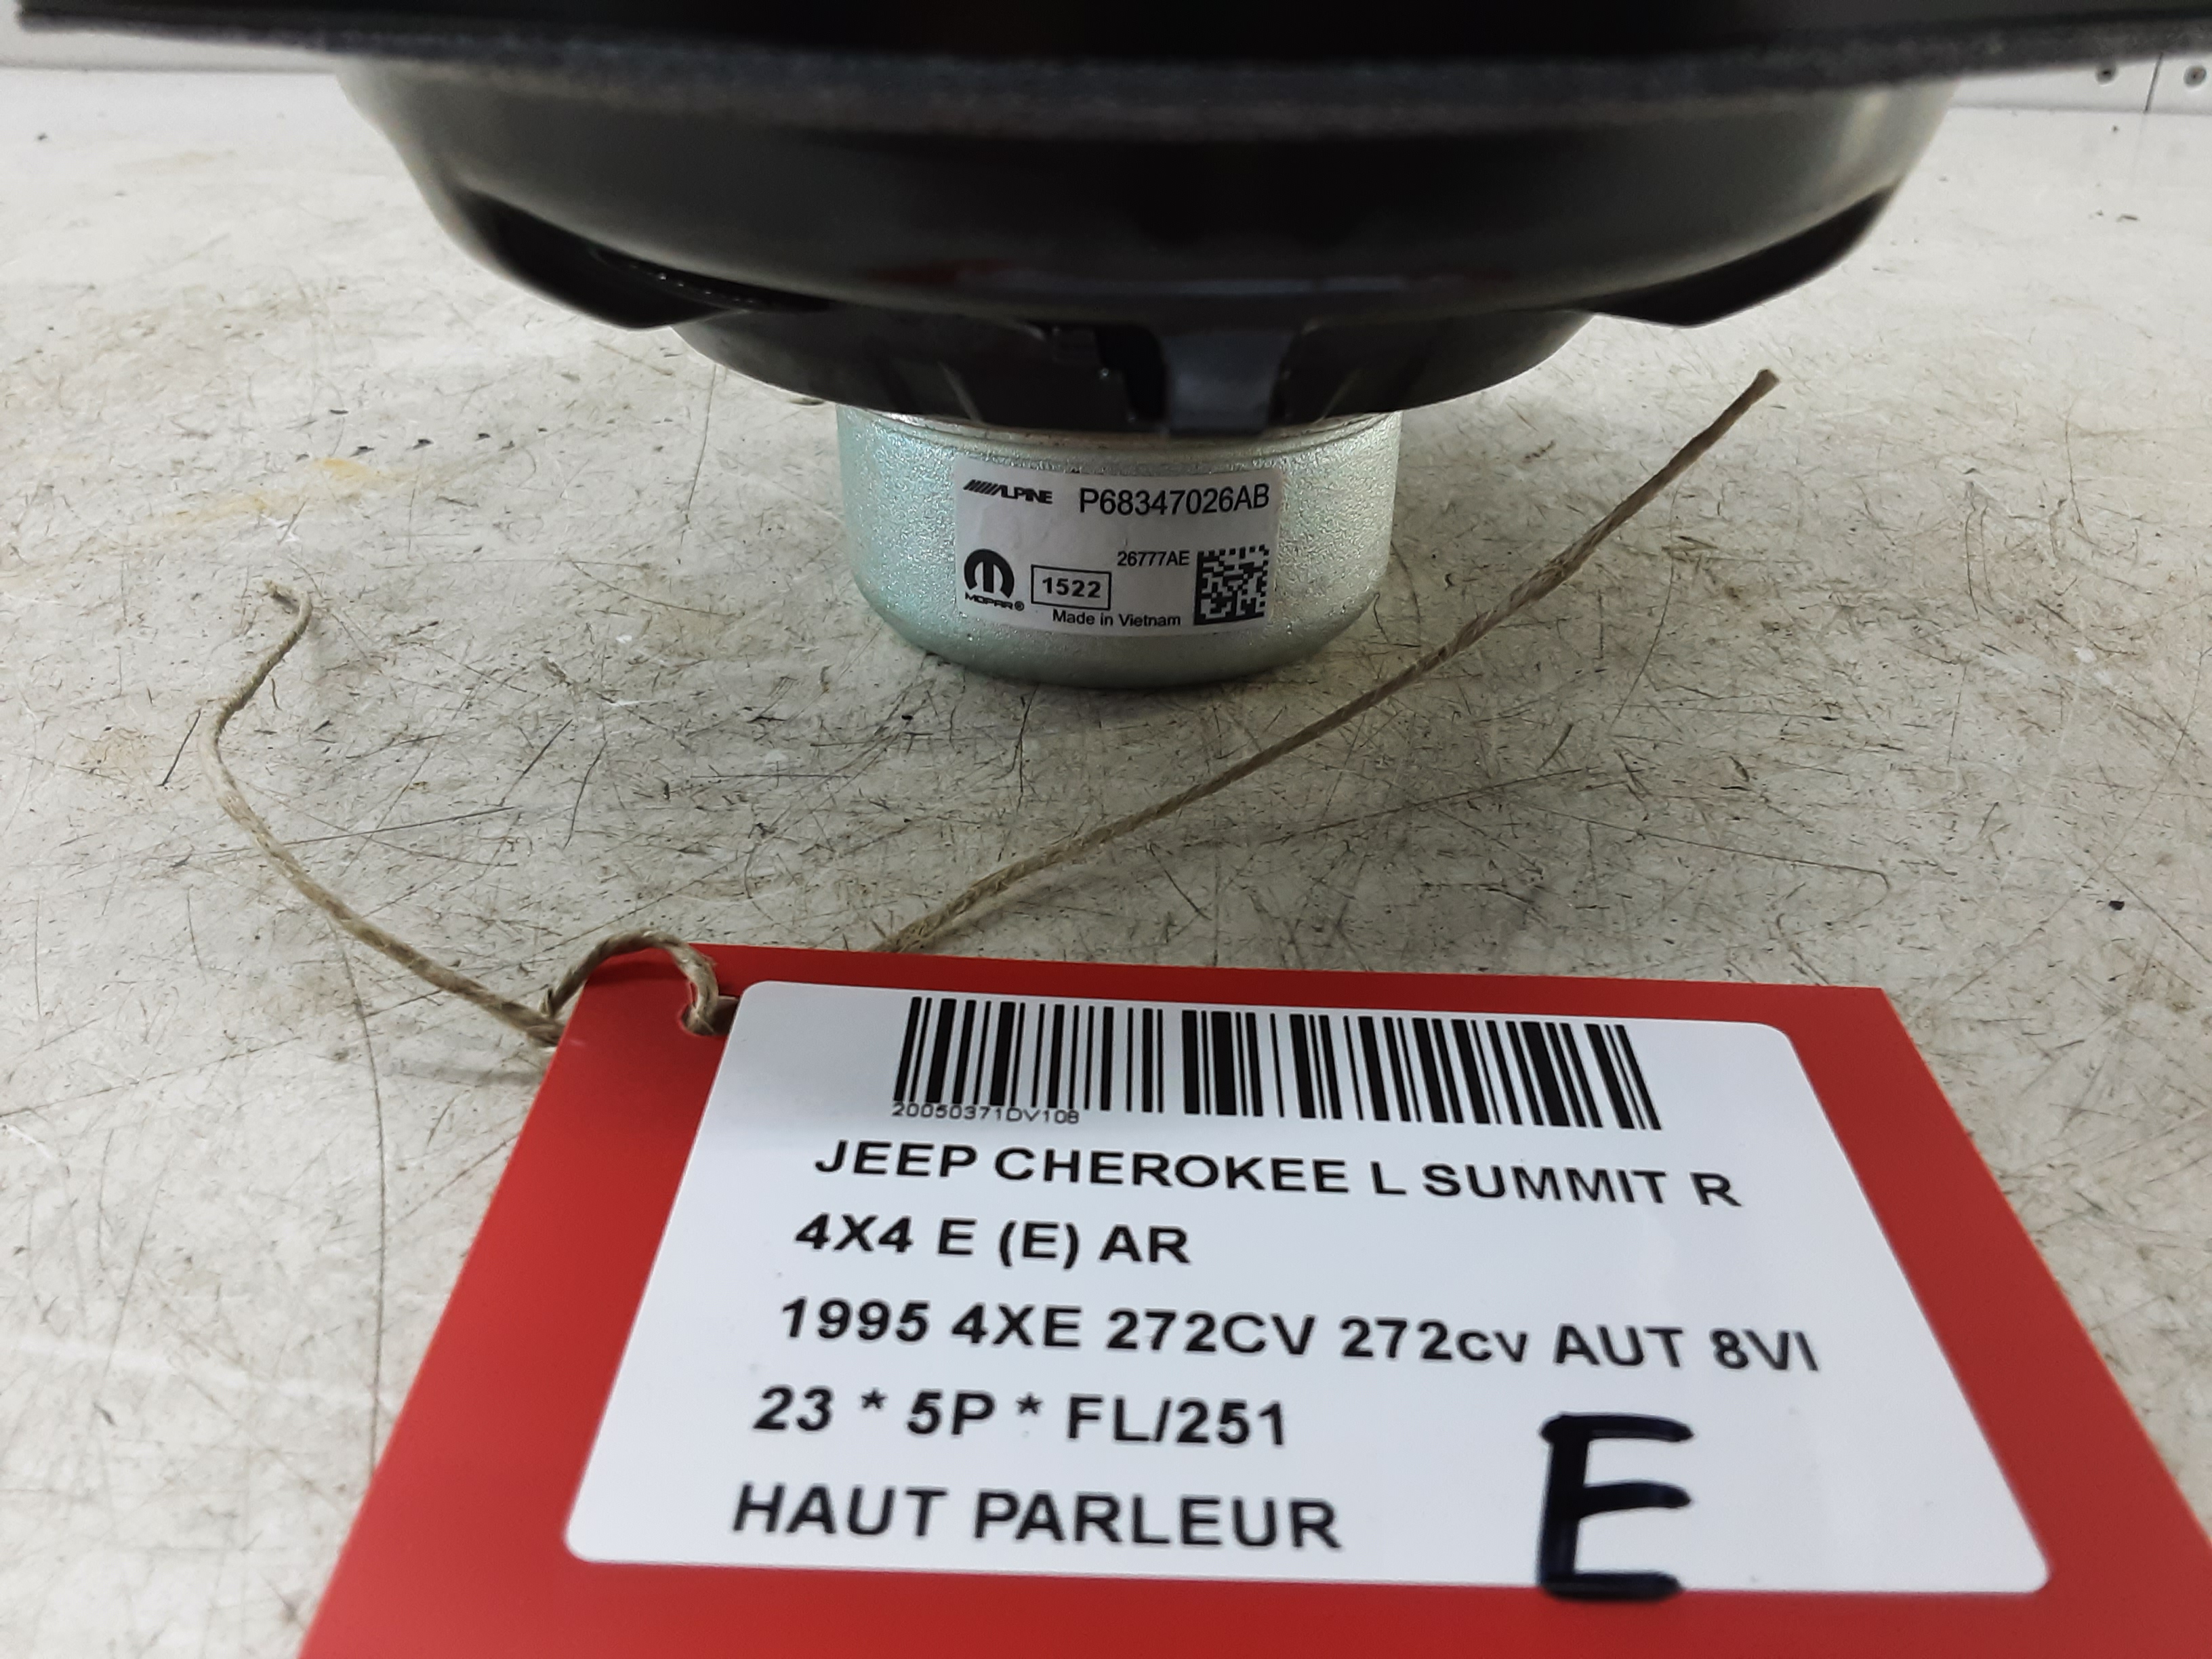 ALPINE P68347026AB
26777AE
MOPAR® 1522
Made in Vietnam
20050371DV108
JEEP CHEROKEE L SUMMIT R
4X4 E (E) AR
1995 4XE 272CV 272cv AUT 8VI
23 * 5P * FL/251
HAUT PARLEUR
E